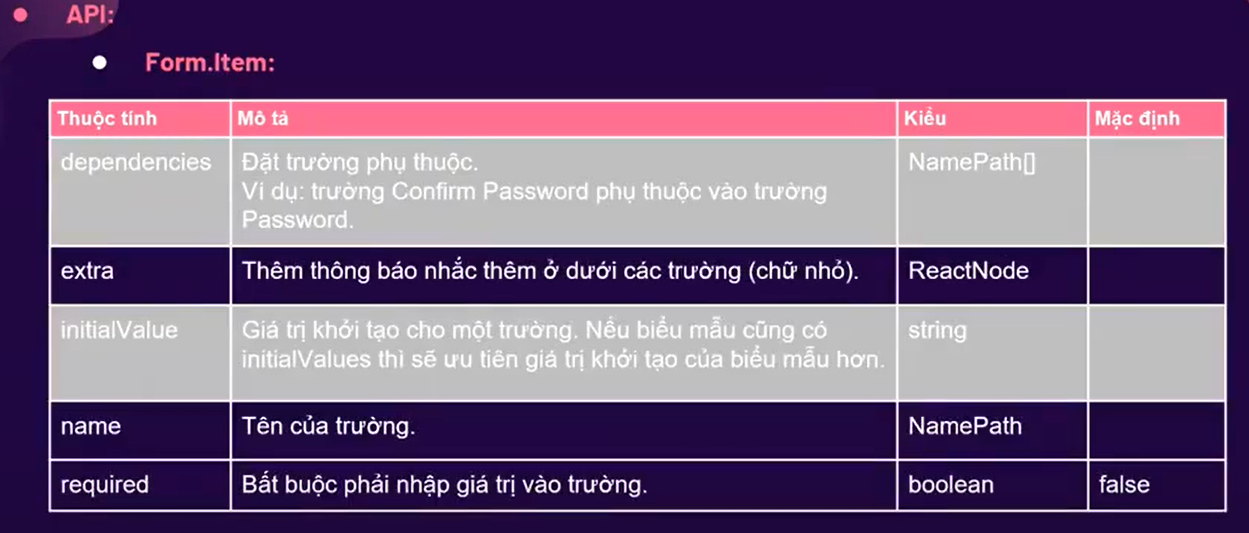 API:
Form.Item:
Thuộc tính Mô tả Kiểu Mặc định
dependencies Đặt trường phụ thuộc. NamePath[]
Ví dụ: trường Confirm Password phụ thuộc vào trường
Password.
extra Thêm thông báo nhắc thêm ở dưới các trường (chữ nhỏ). ReactNode
initialValue Giá trị khởi tạo cho một trường. Nếu biểu mẫu cũng có string
initialValues thì sẽ ưu tiên giá trị khởi tạo của biểu mẫu hơn.
name Tên của trường. NamePath
required Bất buộc phải nhập giá trị vào trường. boolean false